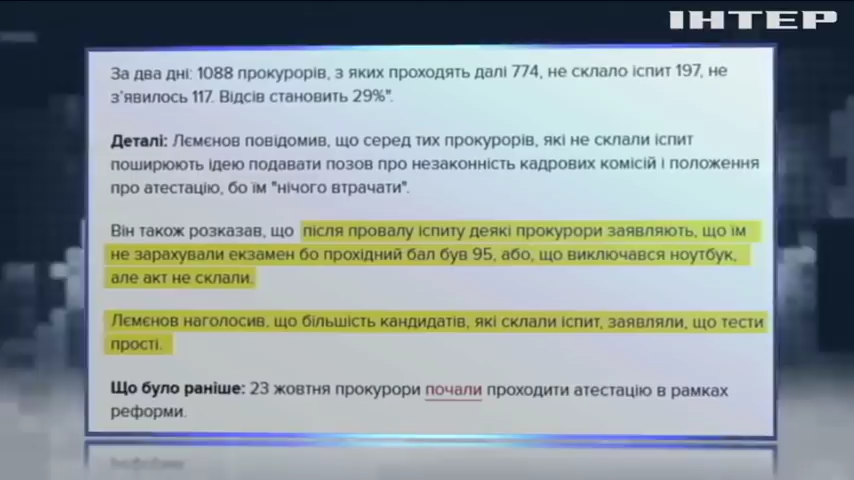 ІНТЕР
За два дні: 1088 прокурорів, з яких проходять далі 774, не склало іспит 197, не
з'явилось 117. Відсів становить 29%".
Деталі: Лємєнов повідомив, що серед тих прокурорів, які не склали іспит
поширюють ідею подавати позов про незаконність кадрових комісій і положення
про атестацію, бо їм "нічого втрачати".
Він також розказав, що після провалу іспиту деякі прокурори заявляють, що їм
не зарахували екзамен бо прохідний бал був 95, або, що виключався ноутбук,
але акт не склали.
Лємєнов наголосив, що більшість кандидатів, які склали іспит, заявляли, що тести
прості.
Що було раніше: 23 жовтня прокурори почали проходити атестацію в рамках
реформи.